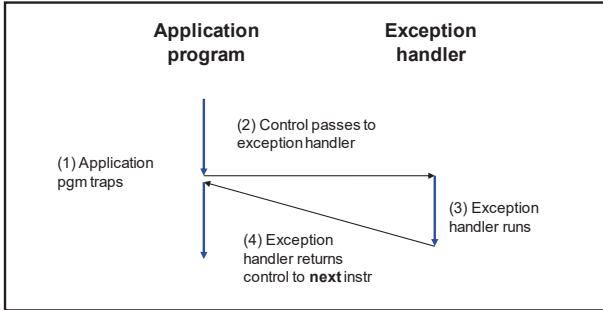 Application
program
Exception
handler
(2) Control passes to
exception handler
(1) Application
pgm traps
(3) Exception
handler runs
(4) Exception
handler returns
control to next instr